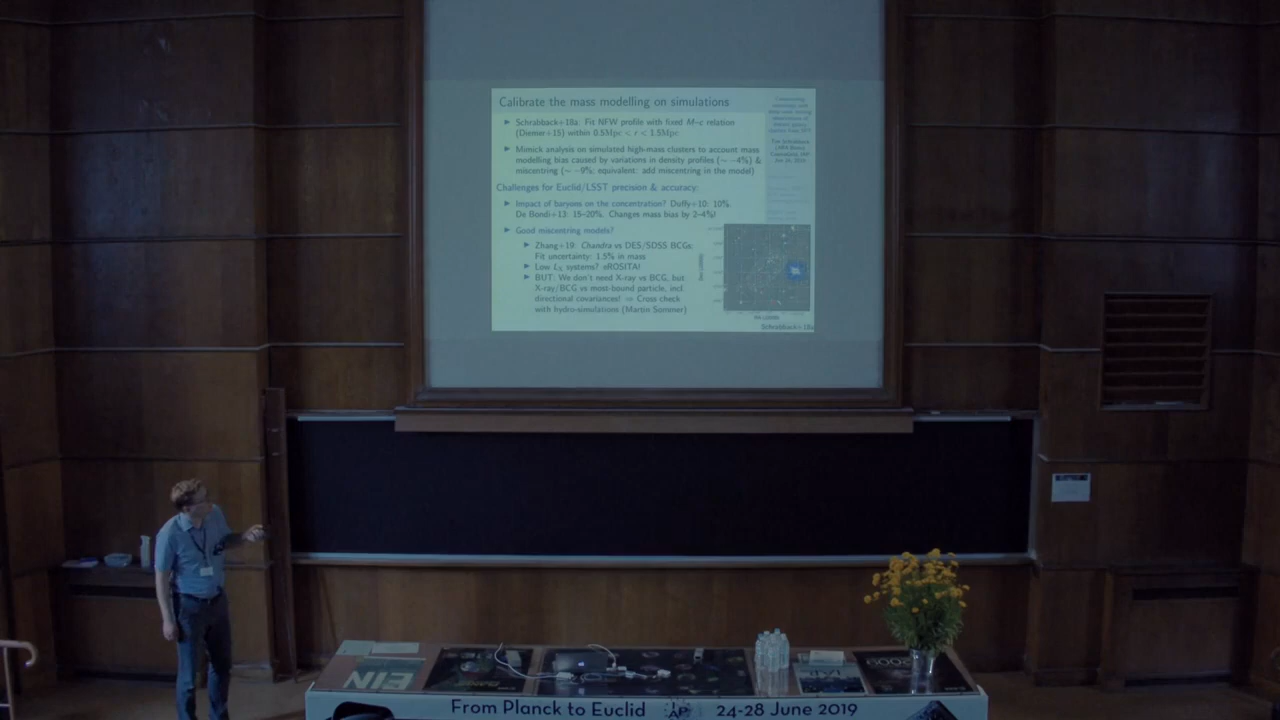 Calibrate the mass modelling on simulations
► Schrabback+18a: Fit NFW profile with fixed M–c relation
(Diemer+15) within 0.5Mpc < r < 1.5Mpc
► Mimick analysis on simulated high-mass clusters to account mass
modelling bias caused by variations in density profiles (∼ −4%) &
miscentring (∼ −9%; equivalent: add miscentring in the model)
Challenges for Euclid/LSST precision & accuracy:
► Impact of baryons on the concentration? Duffy+10: 10%.
De Bondi+13: 15–20%. Changes mass bias by 2–4%!
► Good miscentring models?
► Zhang+19: Chandra vs DES/SDSS BCGs:
Fit uncertainty: 1.5% in mass
► Low Lx systems? eROSITA!
► BUT: We don't need X-ray vs BCG, but
X-ray/BCG vs most-bound particle, incl.
directional covariances! ⇒ Cross check
with hydro-simulations (Martin Sommer)
Schrabback+18a
Tim Schrabback
EIN
From Planck to Euclid
24-28 June 2019